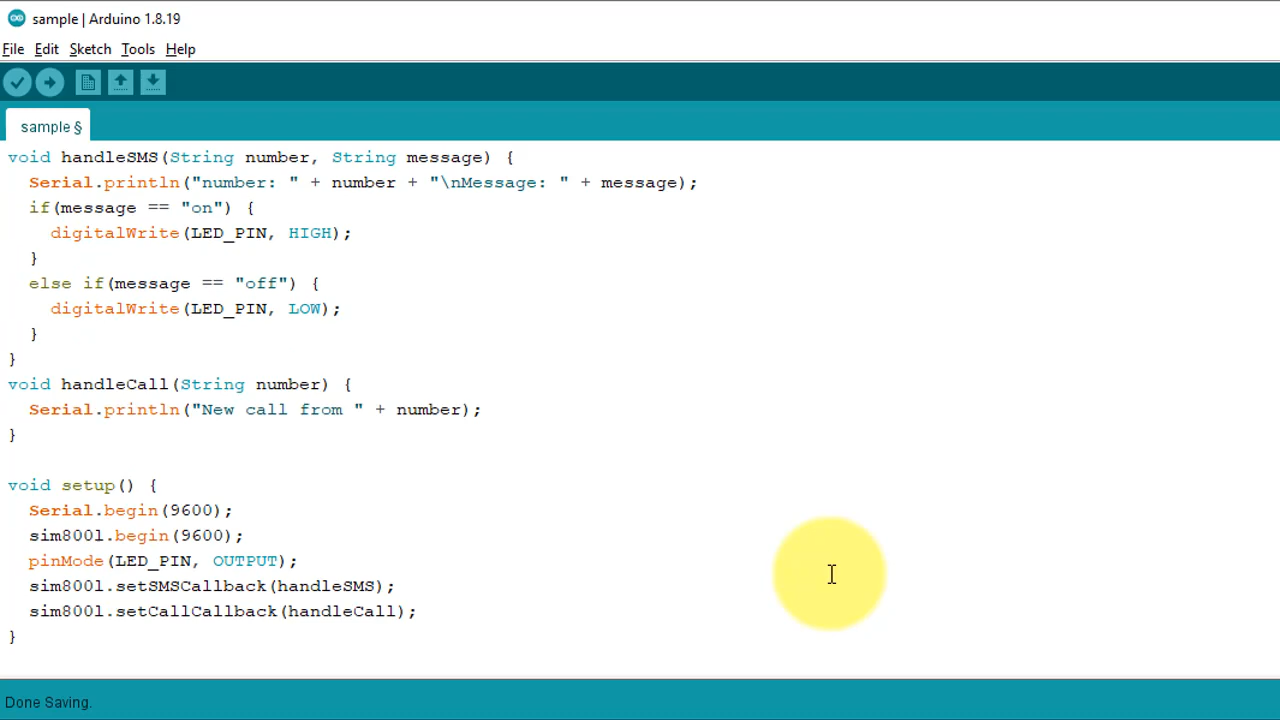 sample | Arduino 1.8.19
File Edit Sketch Tools Help
sample §
void handleSMS(String number, String message) {
  Serial.println("number: " + number + "\nMessage: " + message);
  if(message == "on") {
    digitalWrite(LED_PIN, HIGH);
  }
  else if(message == "off") {
    digitalWrite(LED_PIN, LOW);
  }
}
void handleCall(String number) {
  Serial.println("New call from " + number);
}

void setup() {
  Serial.begin(9600);
  sim800l.begin(9600);
  pinMode(LED_PIN, OUTPUT);
  sim800l.setSMSCallback(handleSMS);
  sim800l.setCallCallback(handleCall);
}
Done Saving.